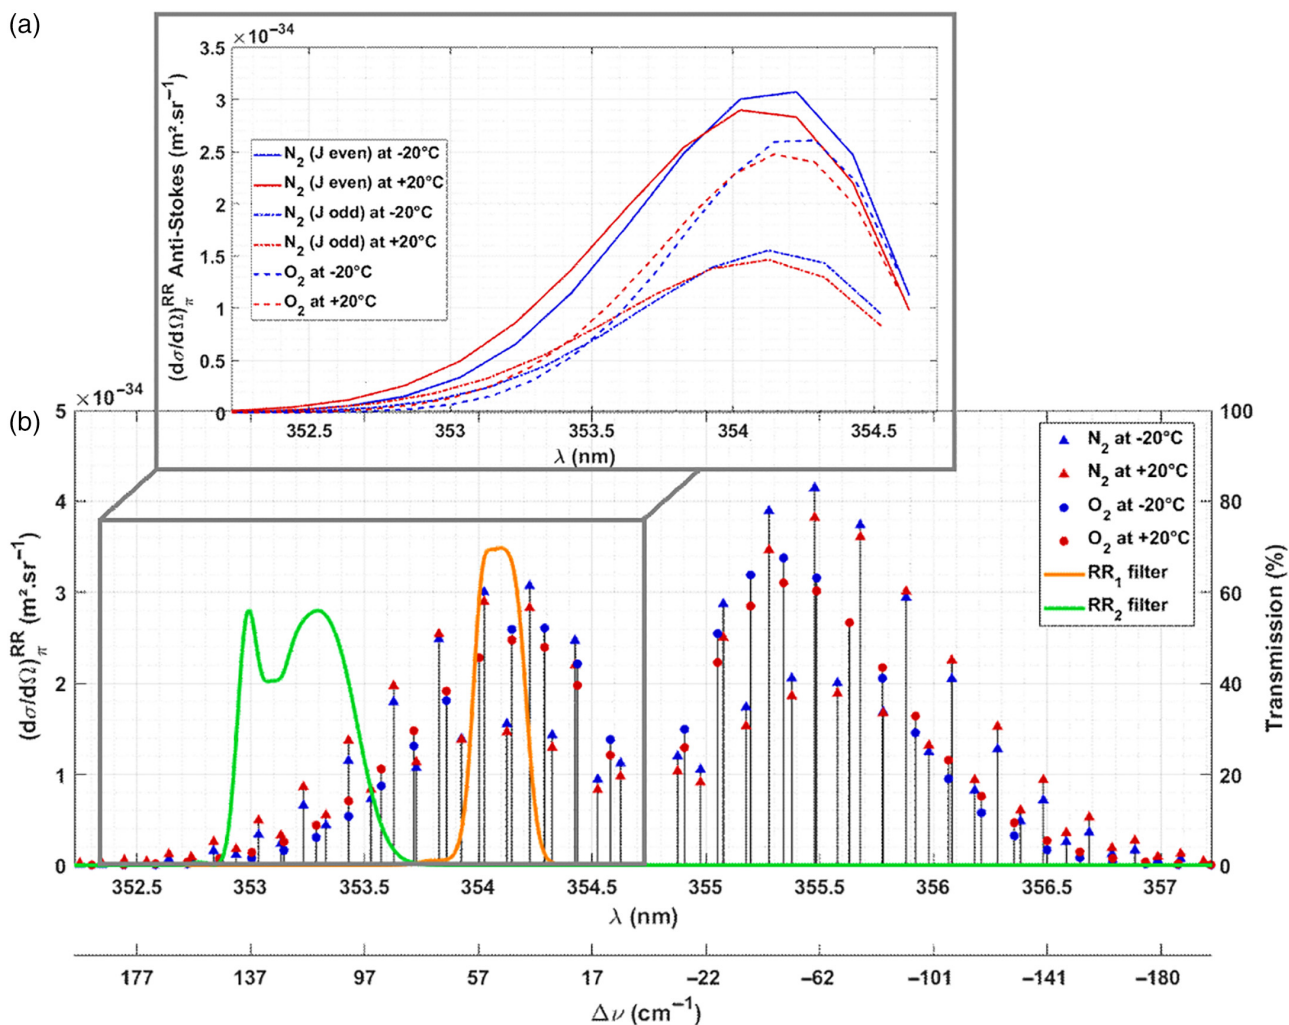 (a)
×10⁻³⁴
3.5
3
2.5
2
1.5
1
0.5
0
(dσ/dΩ)π^RR Anti-Stokes (m².sr⁻¹)
N₂ (J even) at -20°C
N₂ (J even) at +20°C
N₂ (J odd) at -20°C
N₂ (J odd) at +20°C
O₂ at -20°C
O₂ at +20°C
352.5 353 353.5 354 354.5
λ (nm)
(b)
×10⁻³⁴
5
4
3
2
1
0
(dσ/dΩ)π^RR (m².sr⁻¹)
N₂ at -20°C
N₂ at +20°C
O₂ at -20°C
O₂ at +20°C
RR₁ filter
RR₂ filter
100
80
60
40
20
0
Transmission (%)
352.5 353 353.5 354 354.5 355 355.5 356 356.5 357
λ (nm)
177 137 97 57 17 −22 −62 −101 −141 −180
Δν (cm⁻¹)